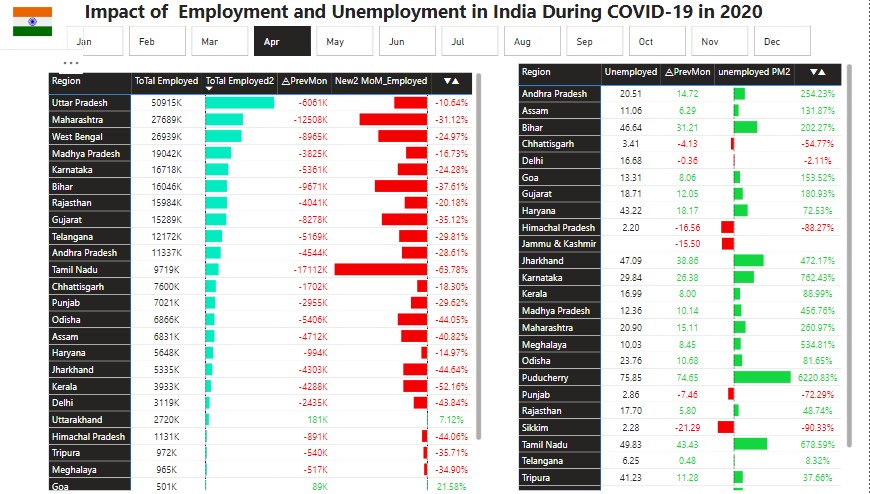 Impact of Employment and Unemployment in India During COVID-19 in 2020
Jan Feb Mar Apr May Jun Jul Aug Sep Oct Nov Dec
Region ToTal Employed ToTal Employed2 △PrevMon New2 MoM_Employed ▼▲
Uttar Pradesh 50915K -6061K -10.64%
Maharashtra 27689K -12508K -31.12%
West Bengal 26939K -8965K -24.97%
Madhya Pradesh 19042K -3825K -16.73%
Karnataka 16718K -5361K -24.28%
Bihar 16046K -9671K -37.61%
Rajasthan 15984K -4041K -20.18%
Gujarat 15289K -8278K -35.12%
Telangana 12172K -5169K -29.81%
Andhra Pradesh 11337K -4544K -28.61%
Tamil Nadu 9719K -17112K -63.78%
Chhattisgarh 7600K -1702K -18.30%
Punjab 7021K -2955K -29.62%
Odisha 6866K -5406K -44.05%
Assam 6831K -4712K -40.82%
Haryana 5648K -994K -14.97%
Jharkhand 5335K -4303K -44.64%
Kerala 3933K -4288K -52.16%
Delhi 3119K -2435K -43.84%
Uttarakhand 2720K 181K 7.12%
Himachal Pradesh 1131K -891K -44.06%
Tripura 972K -540K -35.71%
Meghalaya 965K -517K -34.90%
Goa 501K 89K 21.58%
Region Unemployed △PrevMon unemployed PM2 ▼▲
Andhra Pradesh 20.51 14.72 254.23%
Assam 11.06 6.29 131.87%
Bihar 46.64 31.21 202.27%
Chhattisgarh 3.41 -4.13 -54.77%
Delhi 16.68 -0.36 -2.11%
Goa 13.31 8.06 153.52%
Gujarat 18.71 12.05 180.93%
Haryana 43.22 18.17 72.53%
Himachal Pradesh 2.20 -16.56 -88.27%
Jammu & Kashmir -15.50
Jharkhand 47.09 38.86 472.17%
Karnataka 29.84 26.38 762.43%
Kerala 16.99 8.00 88.99%
Madhya Pradesh 12.36 10.14 456.76%
Maharashtra 20.90 15.11 260.97%
Meghalaya 10.03 8.45 534.81%
Odisha 23.76 10.68 81.65%
Puducherry 75.85 74.65 6220.83%
Punjab 2.86 -7.46 -72.29%
Rajasthan 17.70 5.80 48.74%
Sikkim 2.28 -21.29 -90.33%
Tamil Nadu 49.83 43.43 678.59%
Telangana 6.25 0.48 8.32%
Tripura 41.23 11.28 37.66%